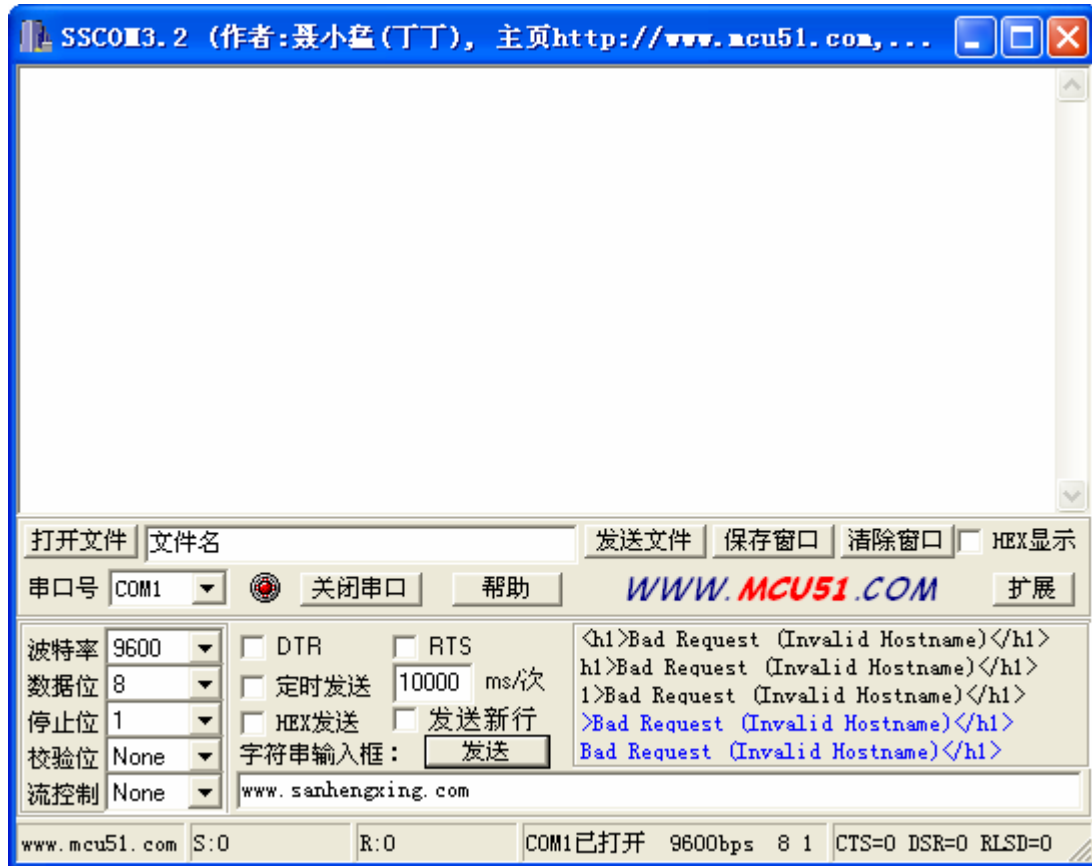 SSCOM3.2 (作者:聂小猛(丁丁), 主页http://www.mcu51.com,...
打开文件 文件名 发送文件 保存窗口 清除窗口 HEX显示
串口号 COM1 关闭串口 帮助 WWW.MCU51.COM 扩展
波特率 9600 DTR RTS
数据位 8 定时发送 10000 ms/次
停止位 1 HEX发送 发送新行
校验位 None 字符串输入框: 发送
流控制 None www.sanhengxing.com
<h1>Bad Request (Invalid Hostname)</h1>
h1>Bad Request (Invalid Hostname)</h1>
1>Bad Request (Invalid Hostname)</h1>
>Bad Request (Invalid Hostname)</h1>
Bad Request (Invalid Hostname)</h1>
www.mcu51.com S:0 R:0 COM1已打开 9600bps 8 1 CTS=0 DSR=0 RLSD=0